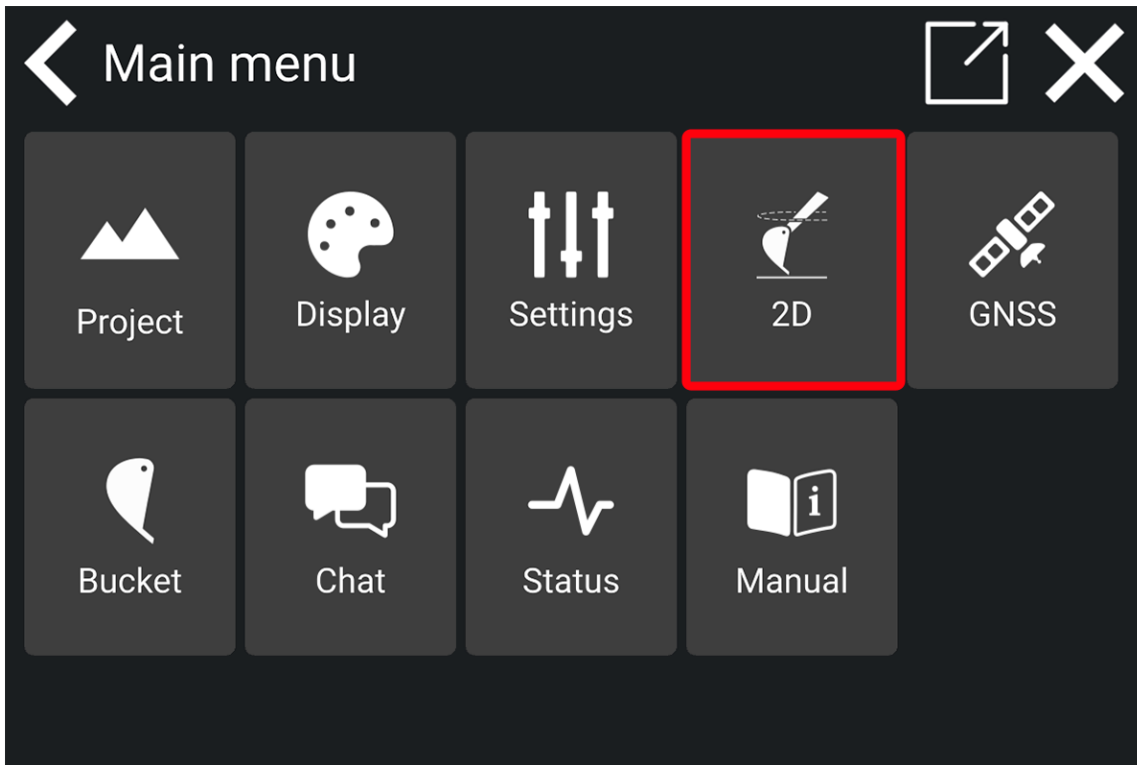 Main menu
Project
Display
Settings
2D
GNSS
Bucket
Chat
Status
i
Manual